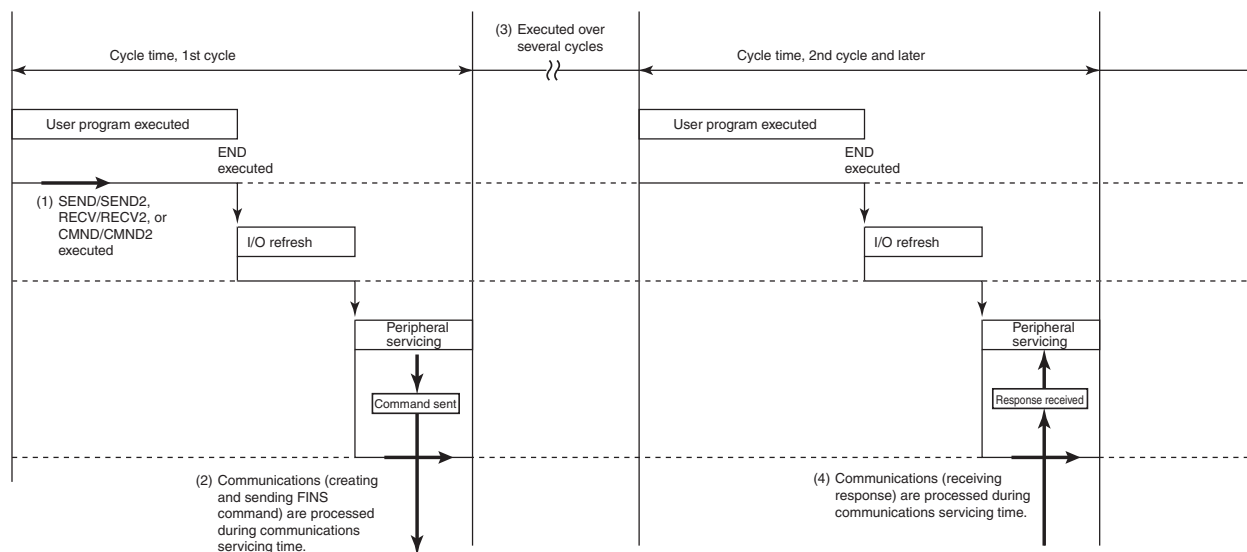 (3) Executed over
several cycles
Cycle time, 1st cycle
Cycle time, 2nd cycle and later
User program executed
User program executed
END
executed
END
executed
(1) SEND/SEND2,
RECV/RECV2, or
CMND/CMND2
executed
I/O refresh
I/O refresh
Peripheral
servicing
Peripheral
servicing
Command sent
Response received
(2) Communications (creating
and sending FINS
command) are processed
during communications
servicing time.
(4) Communications (receiving
response) are processed during
communications servicing time.